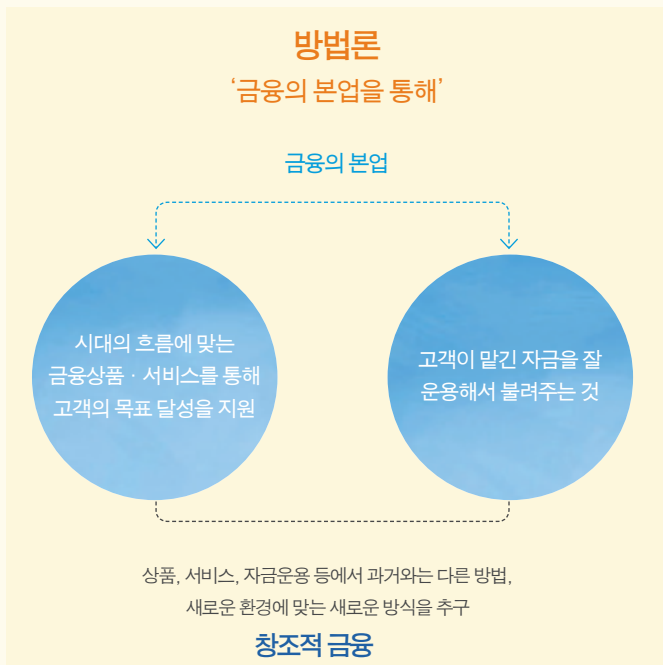 방법론
‘금융의 본업을 통해’
금융의 본업
시대의 흐름에 맞는
금융상품 · 서비스를 통해
고객의 목표 달성을 지원
고객이 맡긴 자금을 잘
운용해서 불려주는 것
상품, 서비스, 자금운용 등에서 과거와는 다른 방법,
새로운 환경에 맞는 새로운 방식을 추구
창조적 금융